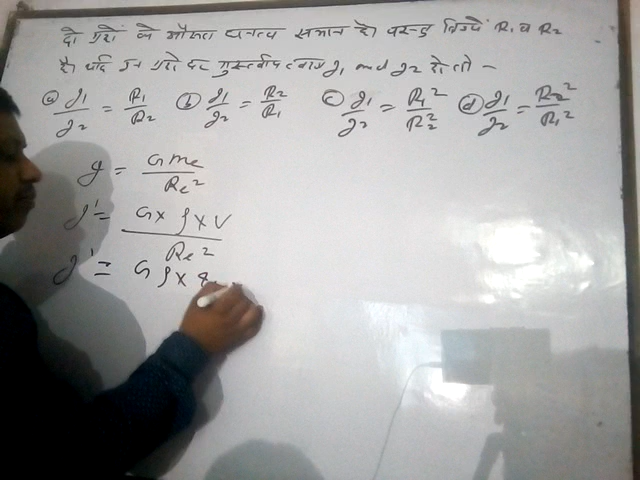 दो ग्रहों के औसत घनत्व समान है। परन्तु त्रिज्यें R₁ व R₂
है। यदि इन ग्रहो पर गुरुत्वीय त्वरण g₁ and g₂ हो तो -
(a) g₁/g₂ = R₁/R₂ (b) g₁/g₂ = R₂/R₁ (c) g₁/g₂ = R₁²/R₂² (d) g₁/g₂ = R₂²/R₁²
g = Gme/Re²
g' = G×ρ×V/Re²
g' = Gρ×